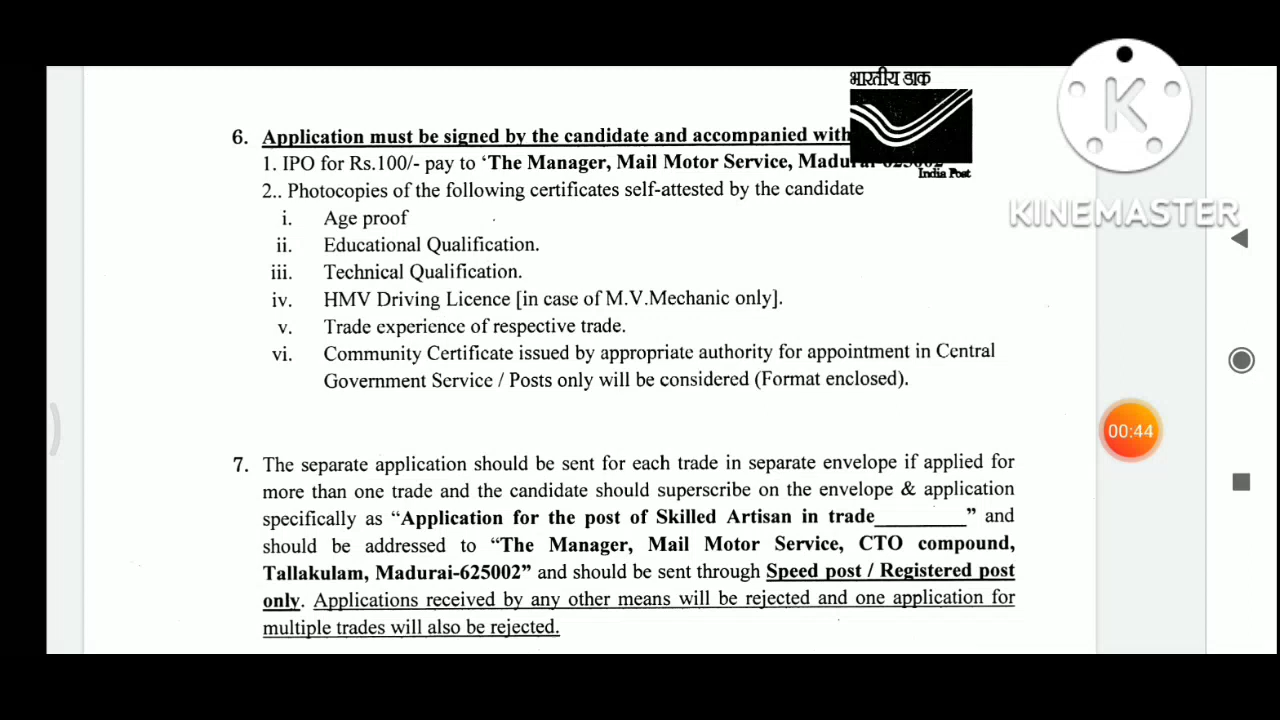 भारतीय डाक
India Post
KINEMASTER
00:44
6. Application must be signed by the candidate and accompanied with
1. IPO for Rs.100/- pay to ‘The Manager, Mail Motor Service, Madurai-625002
2.. Photocopies of the following certificates self-attested by the candidate
i. Age proof
ii. Educational Qualification.
iii. Technical Qualification.
iv. HMV Driving Licence [in case of M.V.Mechanic only].
v. Trade experience of respective trade.
vi. Community Certificate issued by appropriate authority for appointment in Central
Government Service / Posts only will be considered (Format enclosed).
7. The separate application should be sent for each trade in separate envelope if applied for
more than one trade and the candidate should superscribe on the envelope & application
specifically as “Application for the post of Skilled Artisan in trade________” and
should be addressed to “The Manager, Mail Motor Service, CTO compound,
Tallakulam, Madurai-625002” and should be sent through Speed post / Registered post
only. Applications received by any other means will be rejected and one application for
multiple trades will also be rejected.